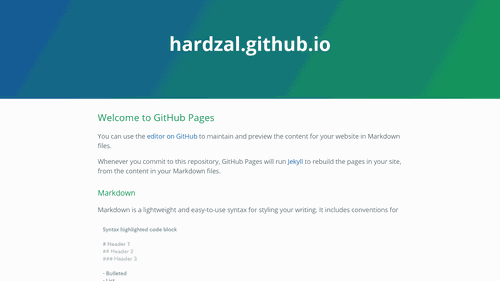 hardzal.github.io
Welcome to GitHub Pages
You can use the editor on GitHub to maintain and preview the content for your website in Markdown
files.
Whenever you commit to this repository, GitHub Pages will run Jekyll to rebuild the pages in your site,
from the content in your Markdown files.
Markdown
Markdown is a lightweight and easy-to-use syntax for styling your writing. It includes conventions for
Syntax highlighted code block
# Header 1
## Header 2
### Header 3
- Bulleted
- List